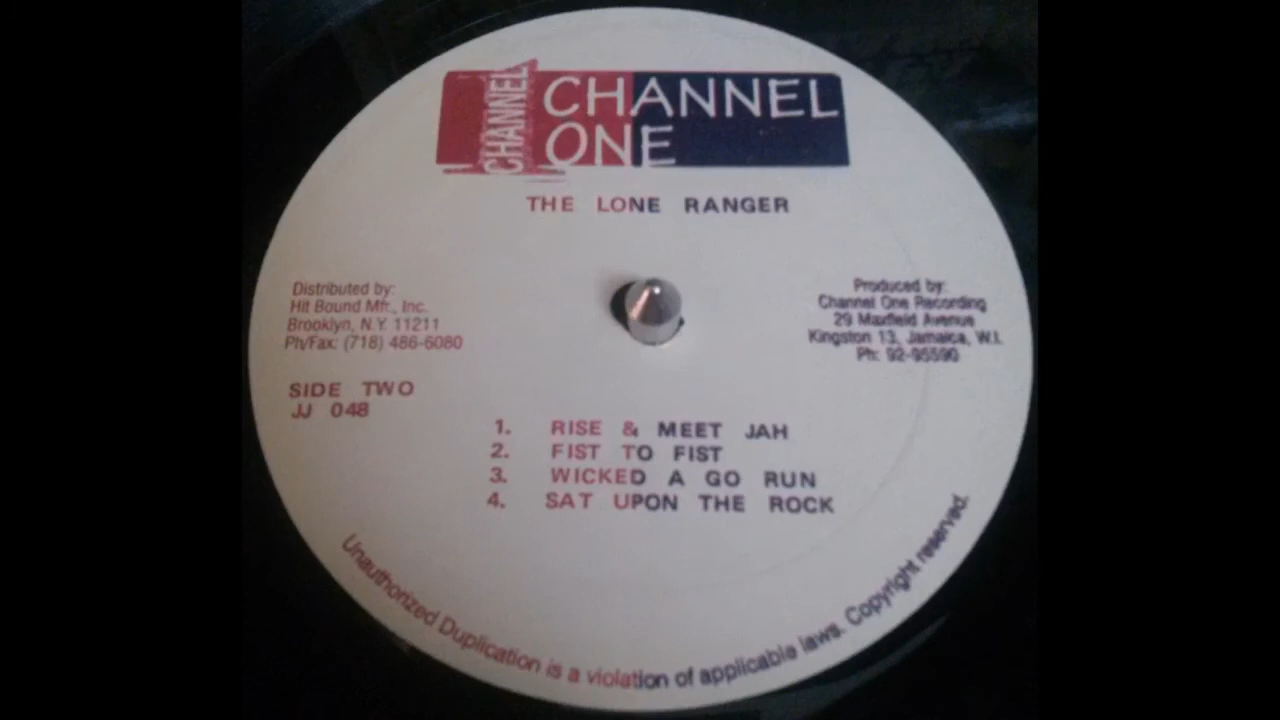 CHANNEL
CHANNEL
ONE
THE LONE RANGER
Distributed by:
Hit Bound Mfr., Inc.
Brooklyn, N.Y. 11211
Ph/Fax: (718) 486-6080
Produced by:
Channel One Recording
29 Maxfield Avenue
Kingston 13, Jamaica, W.I.
Ph: 92-95590
SIDE TWO
JJ 048
1. RISE & MEET JAH
2. FIST TO FIST
3. WICKED A GO RUN
4. SAT UPON THE ROCK
Unauthorized Duplication is a violation of applicable laws. Copyright reserved.